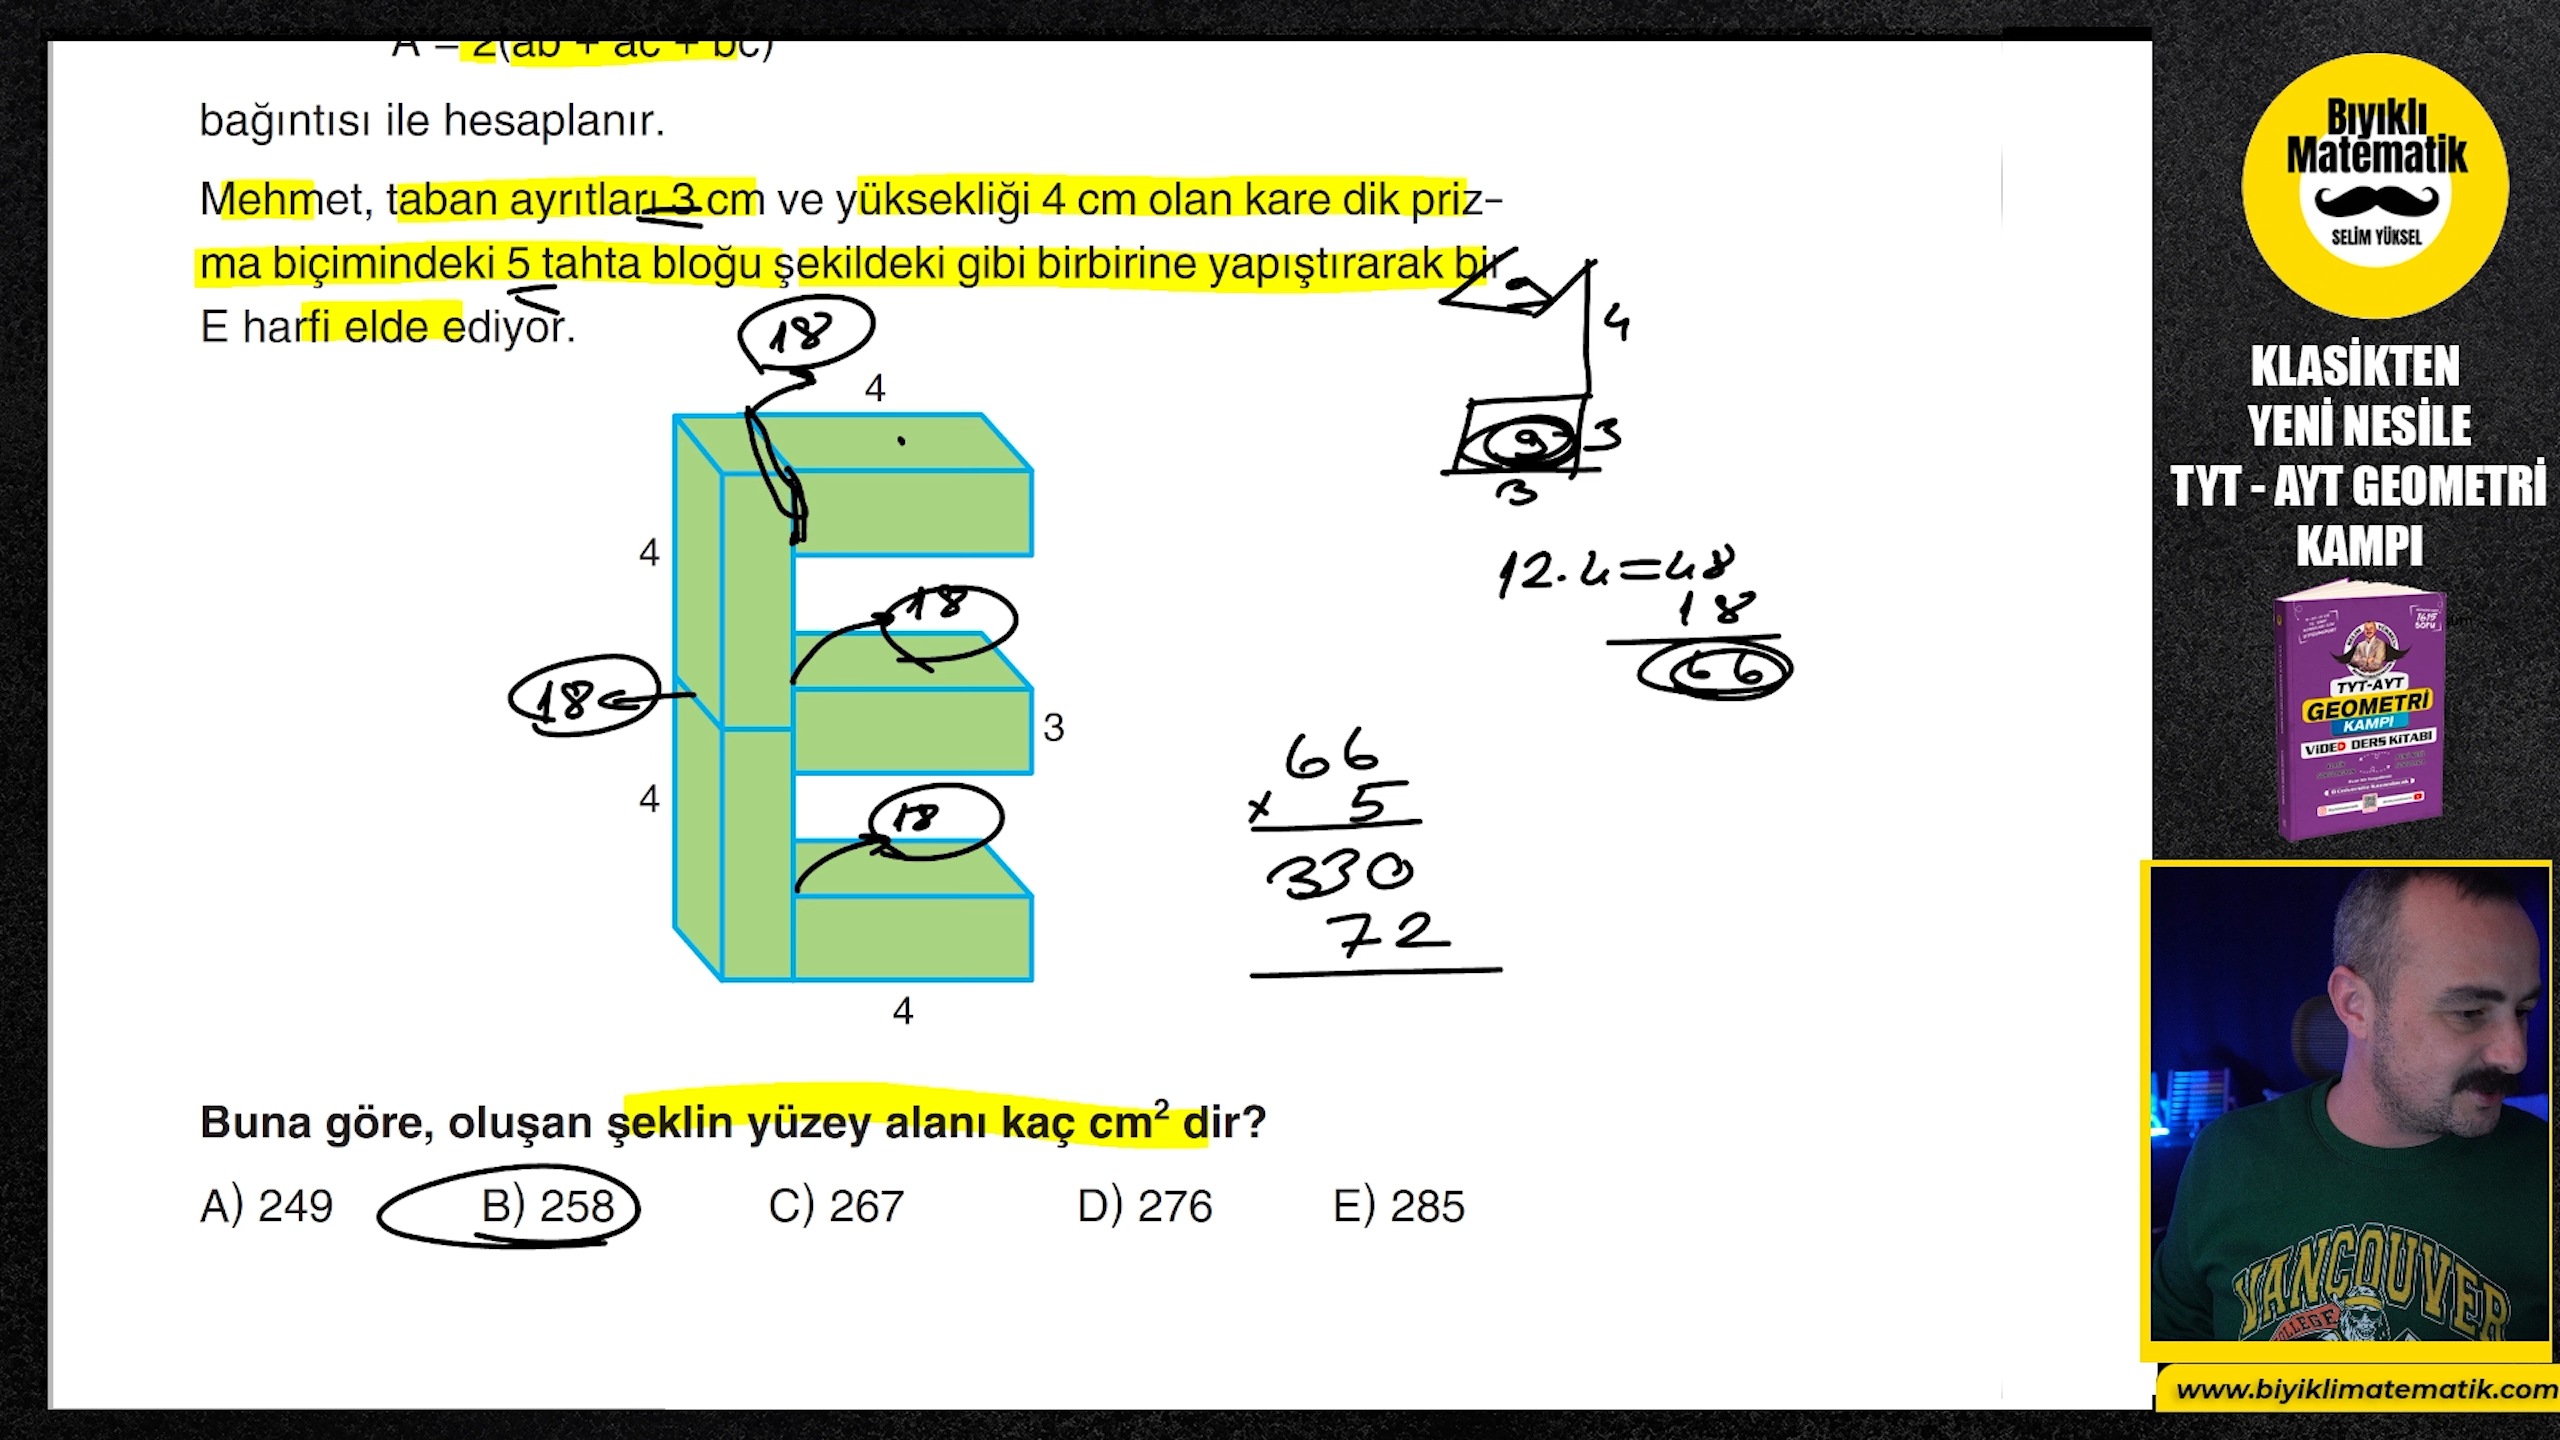 A = 2(ab + ac + bc)
bağıntısı ile hesaplanır.
Mehmet, taban ayrıtları 3 cm ve yüksekliği 4 cm olan kare dik priz-
ma biçimindeki 5 tahta bloğu şekildeki gibi birbirine yapıştırarak bir
E harfi elde ediyor.
18
4
4
18
18
3
4
18
4
4
9
3
3
12.4=48
18
66
66
x 5
330
72
Buna göre, oluşan şeklin yüzey alanı kaç cm² dir?
A) 249 B) 258 C) 267 D) 276 E) 285
Bıyıklı
Matematik
SELİM YÜKSEL
KLASİKTEN
YENİ NESİLE
TYT - AYT GEOMETRİ
KAMPI
TYT-AYT
GEOMETRİ
KAMPI
VİDEO DERS KİTABI
VANCOUVER
www.biyiklimatematik.com